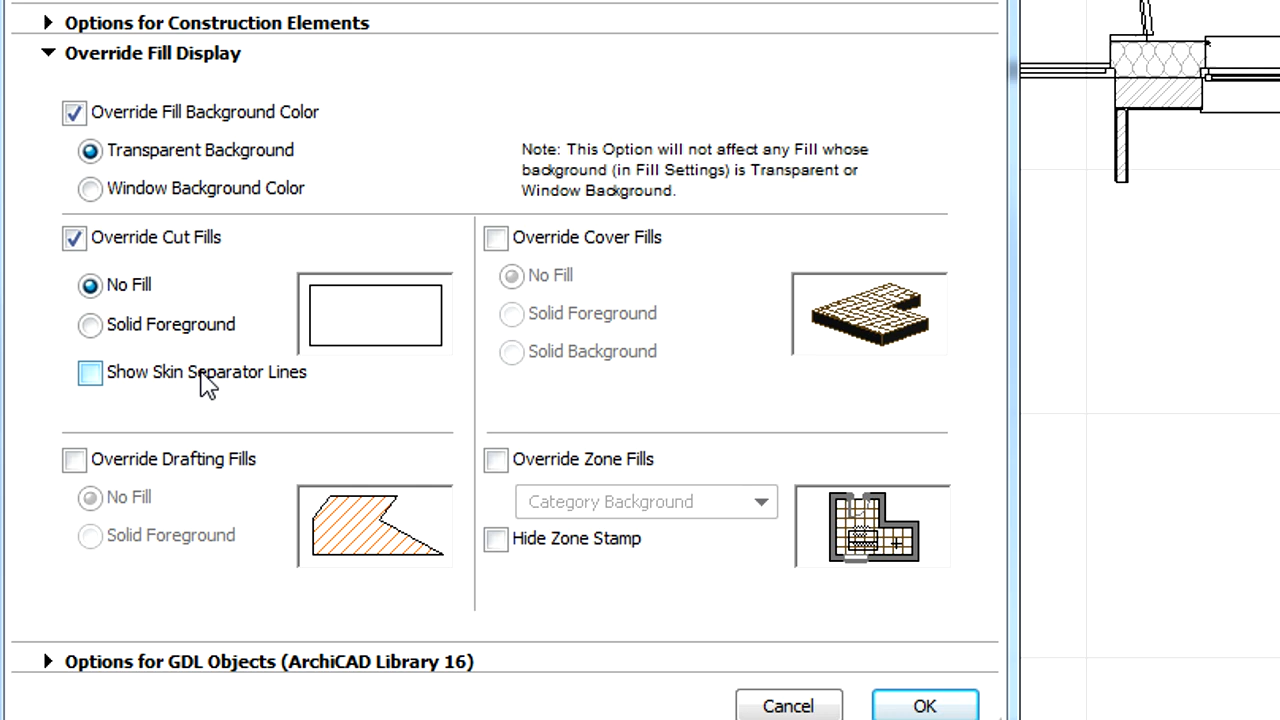 Options for Construction Elements
Override Fill Display
Override Fill Background Color
Transparent Background
Window Background Color
Note: This Option will not affect any Fill whose
background (in Fill Settings) is Transparent or
Window Background.
Override Cut Fills
No Fill
Solid Foreground
Show Skin Separator Lines
Override Cover Fills
No Fill
Solid Foreground
Solid Background
Override Drafting Fills
No Fill
Solid Foreground
Override Zone Fills
Category Background
Hide Zone Stamp
Options for GDL Objects (ArchiCAD Library 16)
Cancel
OK